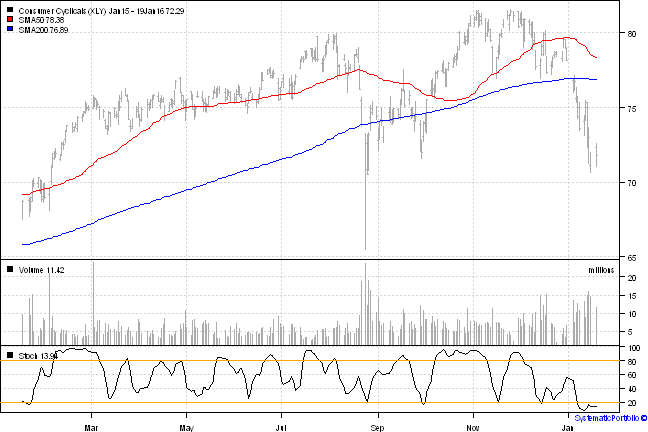 Consumer Cyclicals (XLY) Jan15 - 19Jan16 72.29
SMA50 78.38
SMA200 76.89
80
75
70
65
Volume 11.42
millions
20
15
10
5
Stoch 13.94
100
80
60
40
20
Mar May Jul Sep Nov Jan
SystematicPortfolio ©